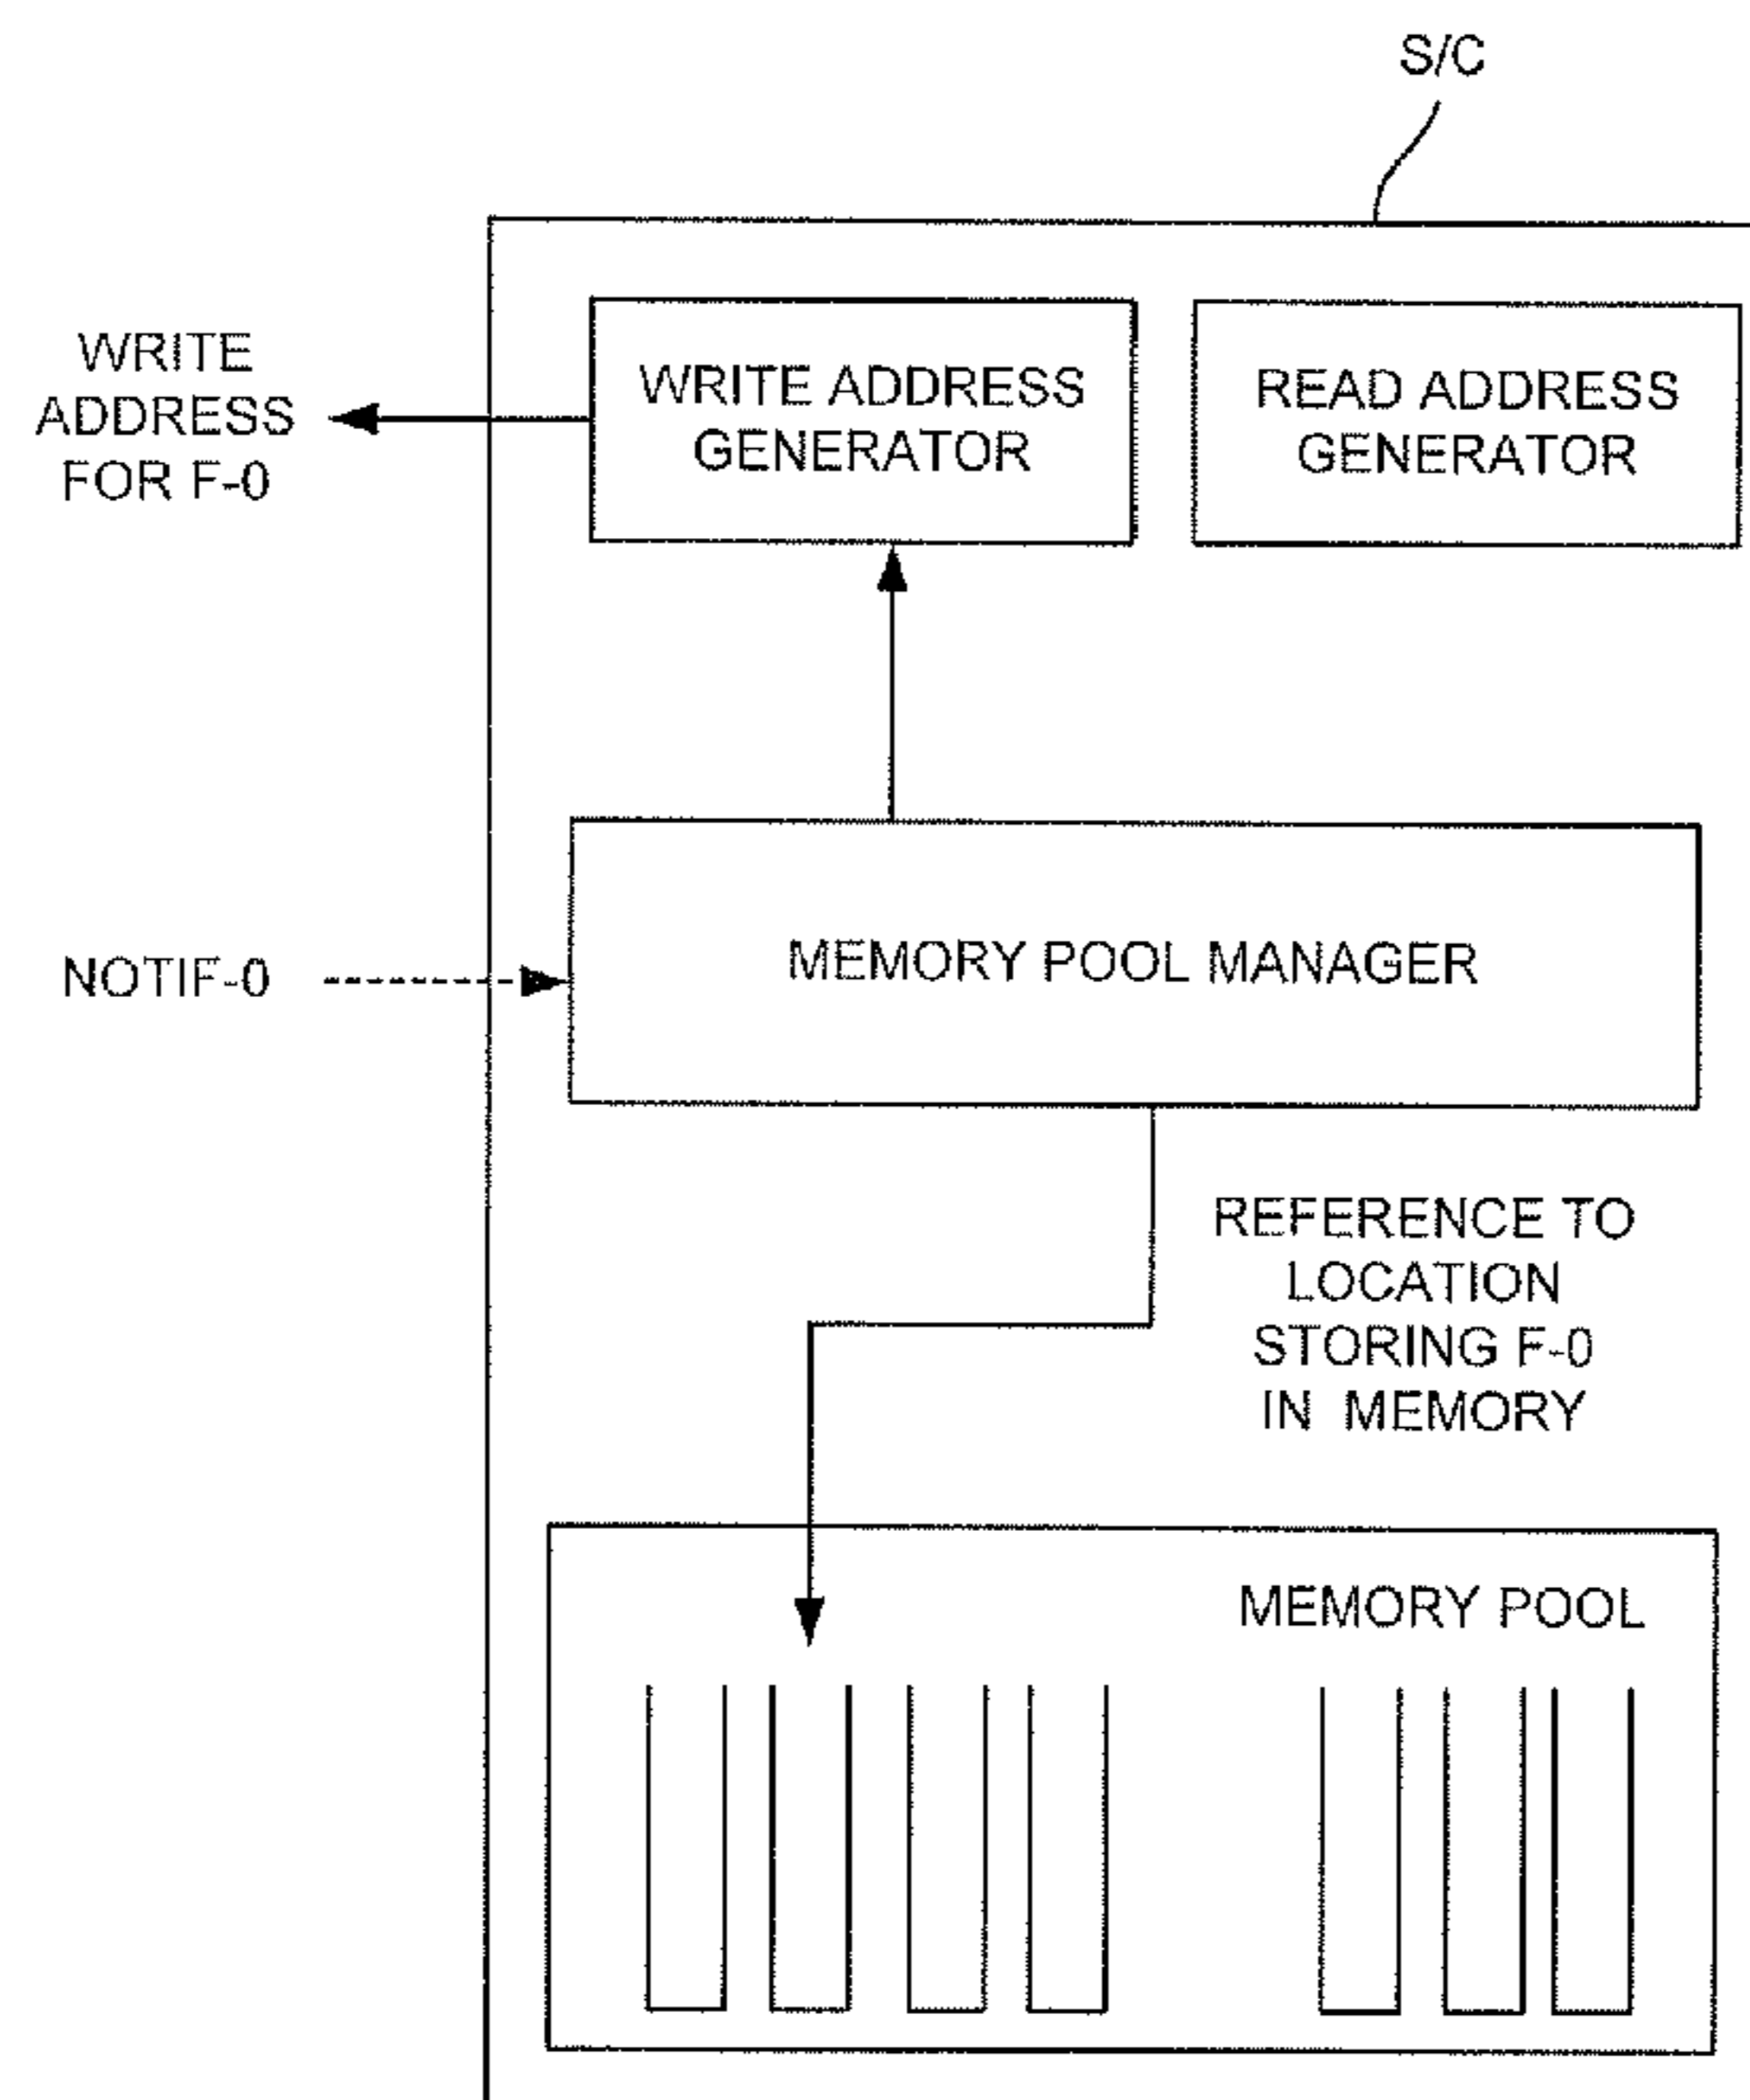 S/C
WRITE
ADDRESS
FOR F-0
WRITE ADDRESS
GENERATOR
READ ADDRESS
GENERATOR
NOTIF-0
MEMORY POOL MANAGER
REFERENCE TO
LOCATION
STORING F-0
IN MEMORY
MEMORY POOL